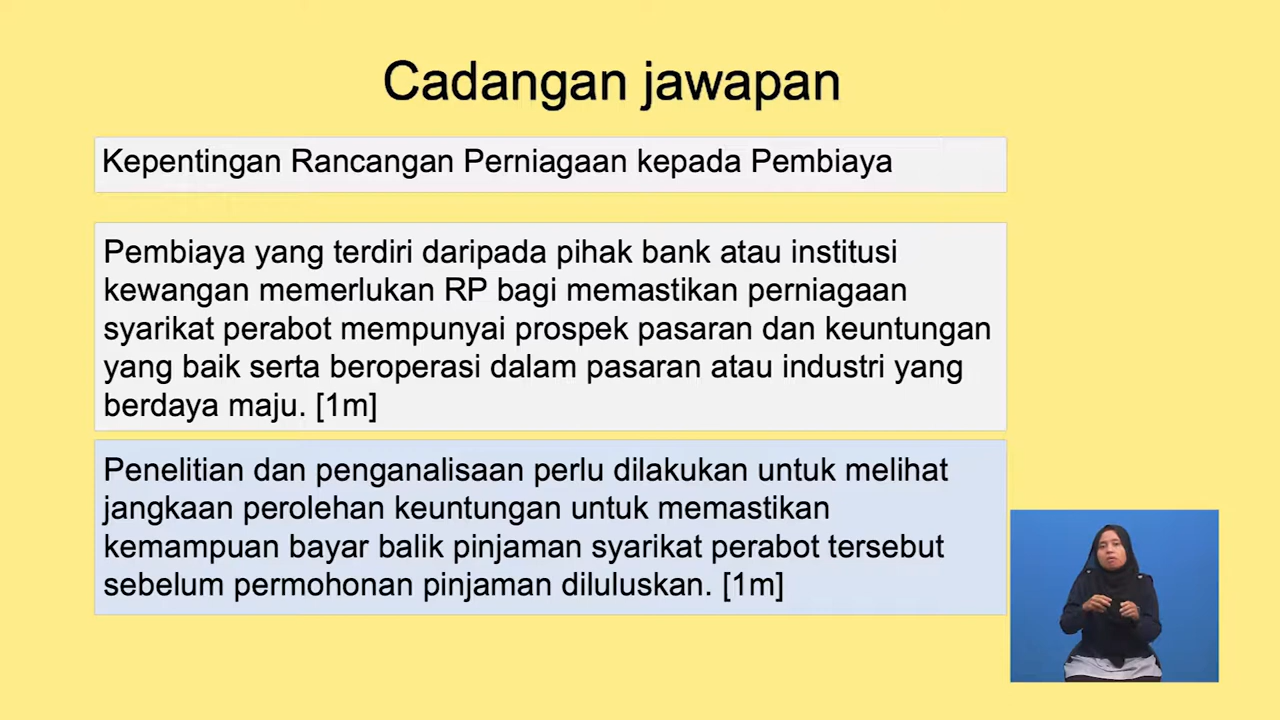 Cadangan jawapan
Kepentingan Rancangan Perniagaan kepada Pembiaya
Pembiaya yang terdiri daripada pihak bank atau institusi
kewangan memerlukan RP bagi memastikan perniagaan
syarikat perabot mempunyai prospek pasaran dan keuntungan
yang baik serta beroperasi dalam pasaran atau industri yang
berdaya maju. [1m]
Penelitian dan penganalisaan perlu dilakukan untuk melihat
jangkaan perolehan keuntungan untuk memastikan
kemampuan bayar balik pinjaman syarikat perabot tersebut
sebelum permohonan pinjaman diluluskan. [1m]